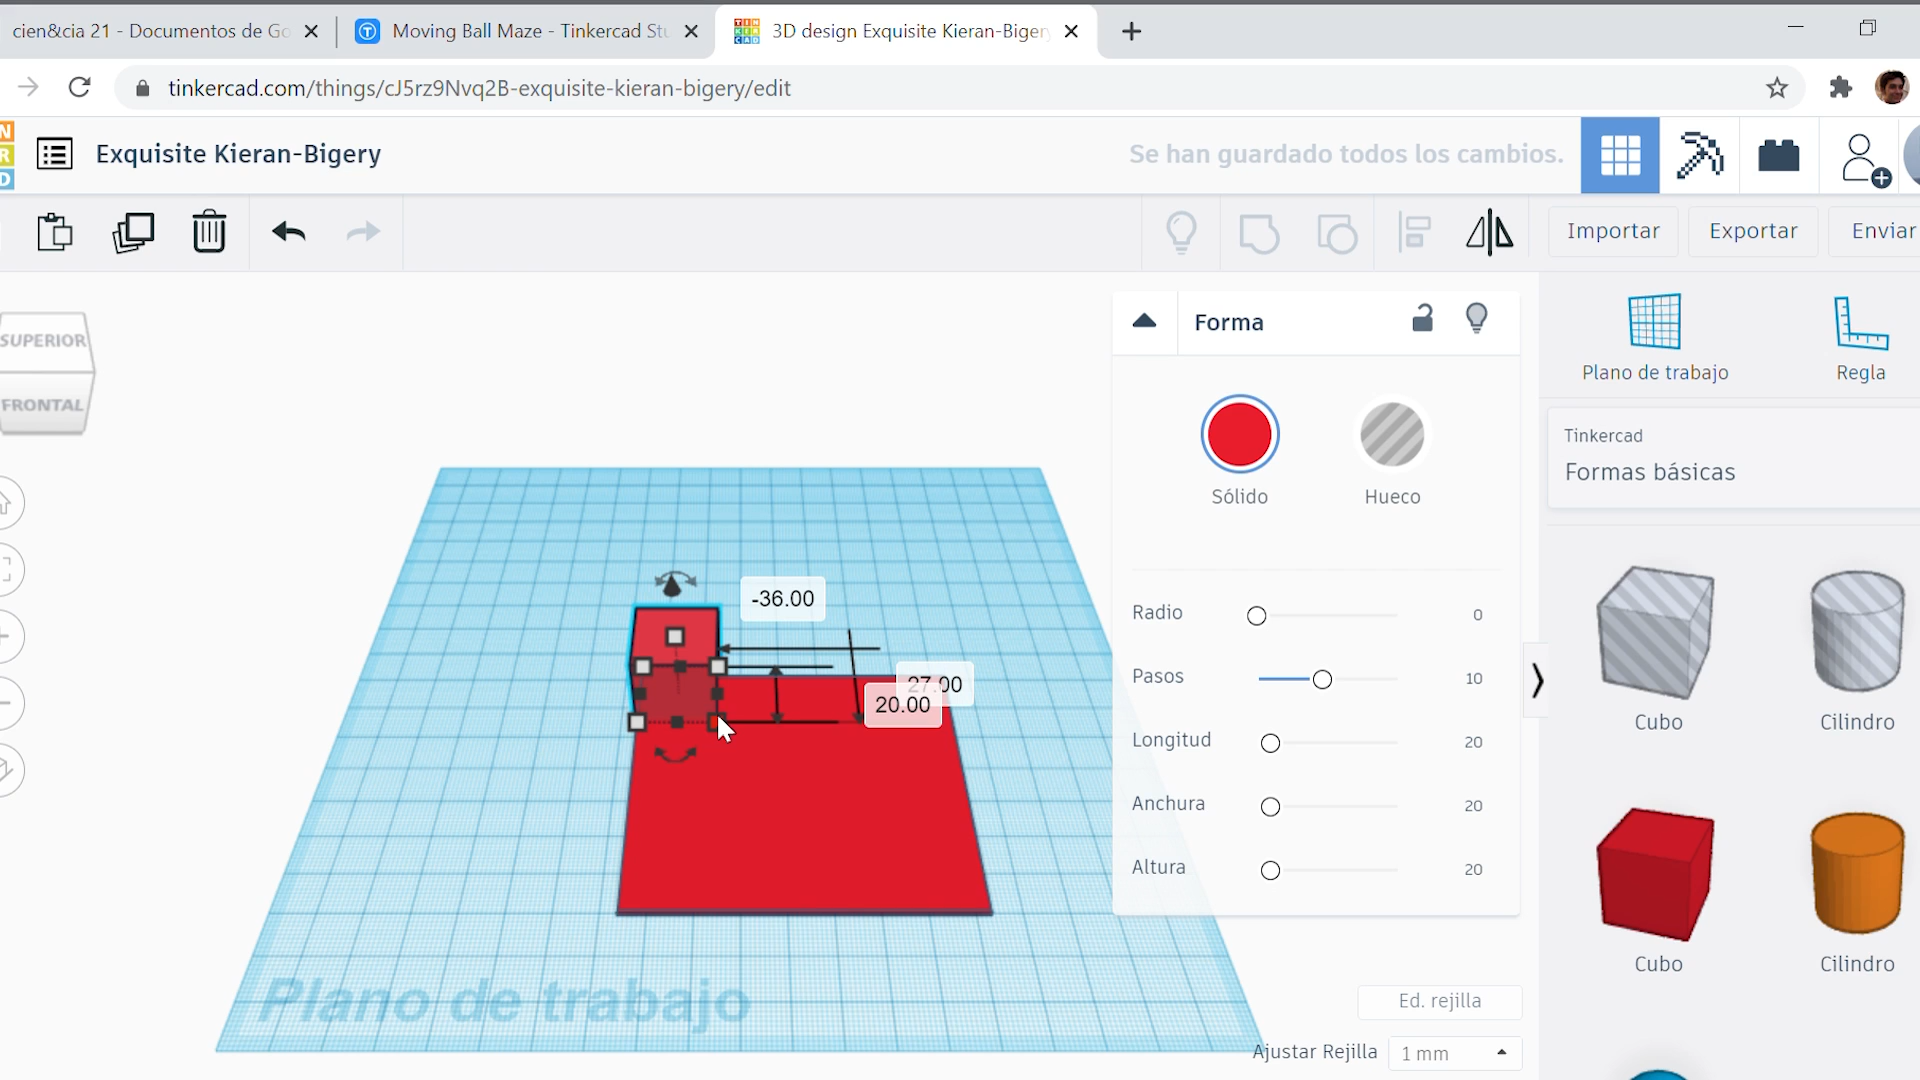 cien&cia 21 - Documentos de Go
Moving Ball Maze - Tinkercad Stu
3D design Exquisite Kieran-Bigery
tinkercad.com/things/cJ5rz9Nvq2B-exquisite-kieran-bigery/edit
N
R
D
Exquisite Kieran-Bigery
Se han guardado todos los cambios.
Importar
Exportar
Enviar
SUPERIOR
FRONTAL
Forma
Sólido
Hueco
Radio
0
Pasos
10
Longitud
20
Anchura
20
Altura
20
-36.00
27.00
20.00
Plano de trabajo
Plano de trabajo
Regla
Tinkercad
Formas básicas
Cubo
Cilindro
Cubo
Cilindro
Ed. rejilla
Ajustar Rejilla
1 mm